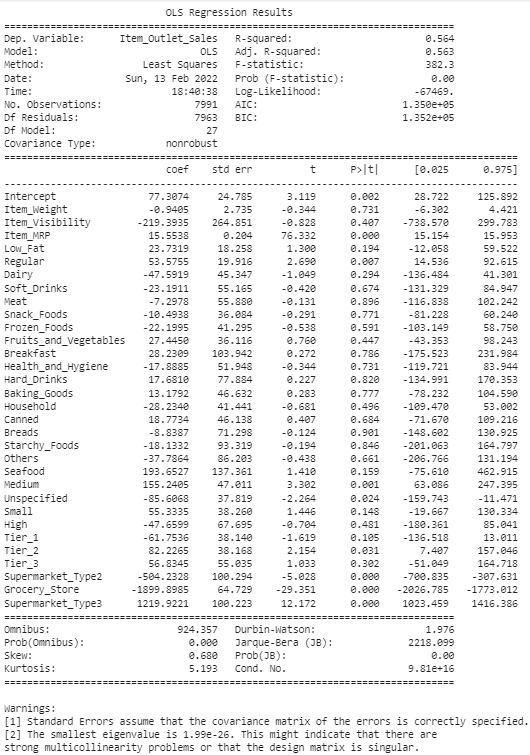 OLS Regression Results
==============================================================================
Dep. Variable: Item_Outlet_Sales R-squared: 0.564
Model: OLS Adj. R-squared: 0.563
Method: Least Squares F-statistic: 382.3
Date: Sun, 13 Feb 2022 Prob (F-statistic): 0.00
Time: 18:40:38 Log-Likelihood: -67469.
No. Observations: 7991 AIC: 1.350e+05
Df Residuals: 7963 BIC: 1.352e+05
Df Model: 27
Covariance Type: nonrobust
==============================================================================
coef std err t P>|t| [0.025 0.975]
------------------------------------------------------------------------------
Intercept 77.3074 24.785 3.119 0.002 28.722 125.892
Item_Weight -0.9405 2.735 -0.344 0.731 -6.302 4.421
Item_Visibility -219.3935 264.851 -0.828 0.407 -738.570 299.783
Item_MRP 15.5538 0.204 76.332 0.000 15.154 15.953
Low_Fat 23.7319 18.258 1.300 0.194 -12.058 59.522
Regular 53.5755 19.916 2.690 0.007 14.536 92.615
Dairy -47.5919 45.347 -1.049 0.294 -136.484 41.301
Soft_Drinks -23.1911 55.165 -0.420 0.674 -131.329 84.947
Meat -7.2978 55.880 -0.131 0.896 -116.838 102.242
Snack_Foods -10.4938 36.084 -0.291 0.771 -81.228 60.240
Frozen_Foods -22.1995 41.295 -0.538 0.591 -103.149 58.750
Fruits_and_Vegetables 27.4450 36.116 0.760 0.447 -43.353 98.243
Breakfast 28.2309 103.942 0.272 0.786 -175.523 231.984
Health_and_Hygiene -17.8885 51.948 -0.344 0.731 -119.721 83.944
Hard_Drinks 17.6810 77.884 0.227 0.820 -134.991 170.353
Baking_Goods 13.1792 46.632 0.283 0.777 -78.232 104.590
Household -28.2340 41.441 -0.681 0.496 -109.470 53.002
Canned 18.7734 46.138 0.407 0.684 -71.670 109.216
Breads -8.8387 71.298 -0.124 0.901 -148.602 130.925
Starchy_Foods -18.1332 93.319 -0.194 0.846 -201.063 164.797
Others -37.7864 86.203 -0.438 0.661 -206.766 131.194
Seafood 193.6527 137.361 1.410 0.159 -75.610 462.915
Medium 155.2405 47.011 3.302 0.001 63.086 247.395
Unspecified -85.6068 37.819 -2.264 0.024 -159.743 -11.471
Small 55.3335 38.260 1.446 0.148 -19.667 130.334
High -47.6599 67.695 -0.704 0.481 -180.361 85.041
Tier_1 -61.7536 38.140 -1.619 0.105 -136.518 13.011
Tier_2 82.2265 38.168 2.154 0.031 7.407 157.046
Tier_3 56.8345 55.035 1.033 0.302 -51.049 164.718
Supermarket_Type2 -504.2328 100.294 -5.028 0.000 -700.835 -307.631
Grocery_Store -1899.8985 64.729 -29.351 0.000 -2026.785 -1773.012
Supermarket_Type3 1219.9221 100.223 12.172 0.000 1023.459 1416.386
==============================================================================
Omnibus: 924.357 Durbin-Watson: 1.976
Prob(Omnibus): 0.000 Jarque-Bera (JB): 2218.099
Skew: 0.680 Prob(JB): 0.00
Kurtosis: 5.193 Cond. No. 9.81e+16
==============================================================================
Warnings:
[1] Standard Errors assume that the covariance matrix of the errors is correctly specified.
[2] The smallest eigenvalue is 1.99e-26. This might indicate that there are
strong multicollinearity problems or that the design matrix is singular.